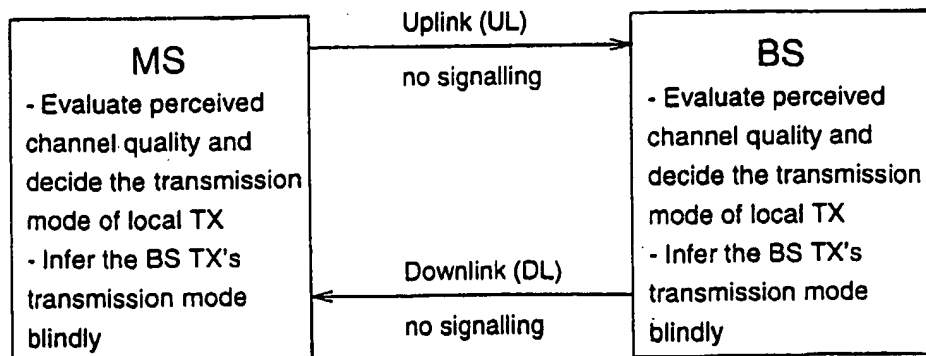 MS
- Evaluate perceived
channel quality and
decide the transmission
mode of local TX
- Infer the BS TX's
transmission mode
blindly
Uplink (UL)
no signalling
Downlink (DL)
no signalling
BS
- Evaluate perceived
channel quality and
decide the transmission
mode of local TX
- Infer the BS TX's
transmission mode
blindly